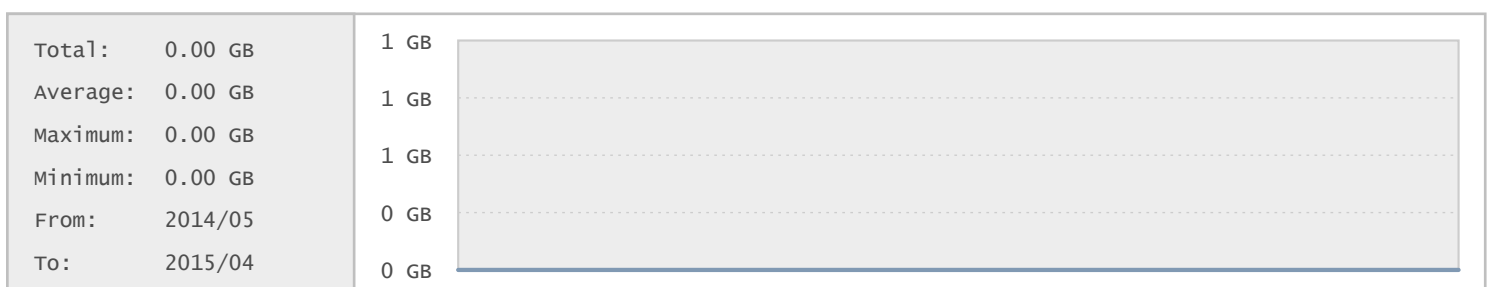 Total: 0.00 GB
Average: 0.00 GB
Maximum: 0.00 GB
Minimum: 0.00 GB
From: 2014/05
To: 2015/04
1 GB
1 GB
1 GB
0 GB
0 GB